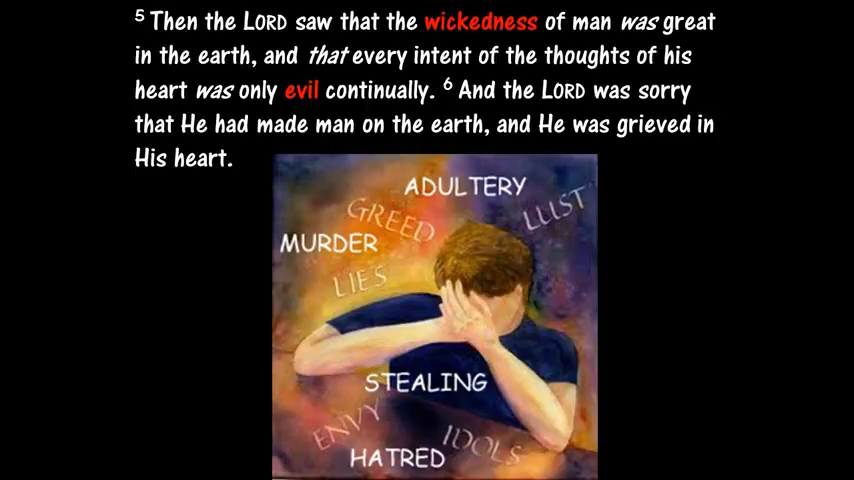 5 Then the LORD saw that the wickedness of man was great
in the earth, and that every intent of the thoughts of his
heart was only evil continually. 6 And the LORD was sorry
that He had made man on the earth, and He was grieved in
His heart.
ADULTERY
GREED
LUST
MURDER
LIES
STEALING
ENVY
IDOLS
HATRED